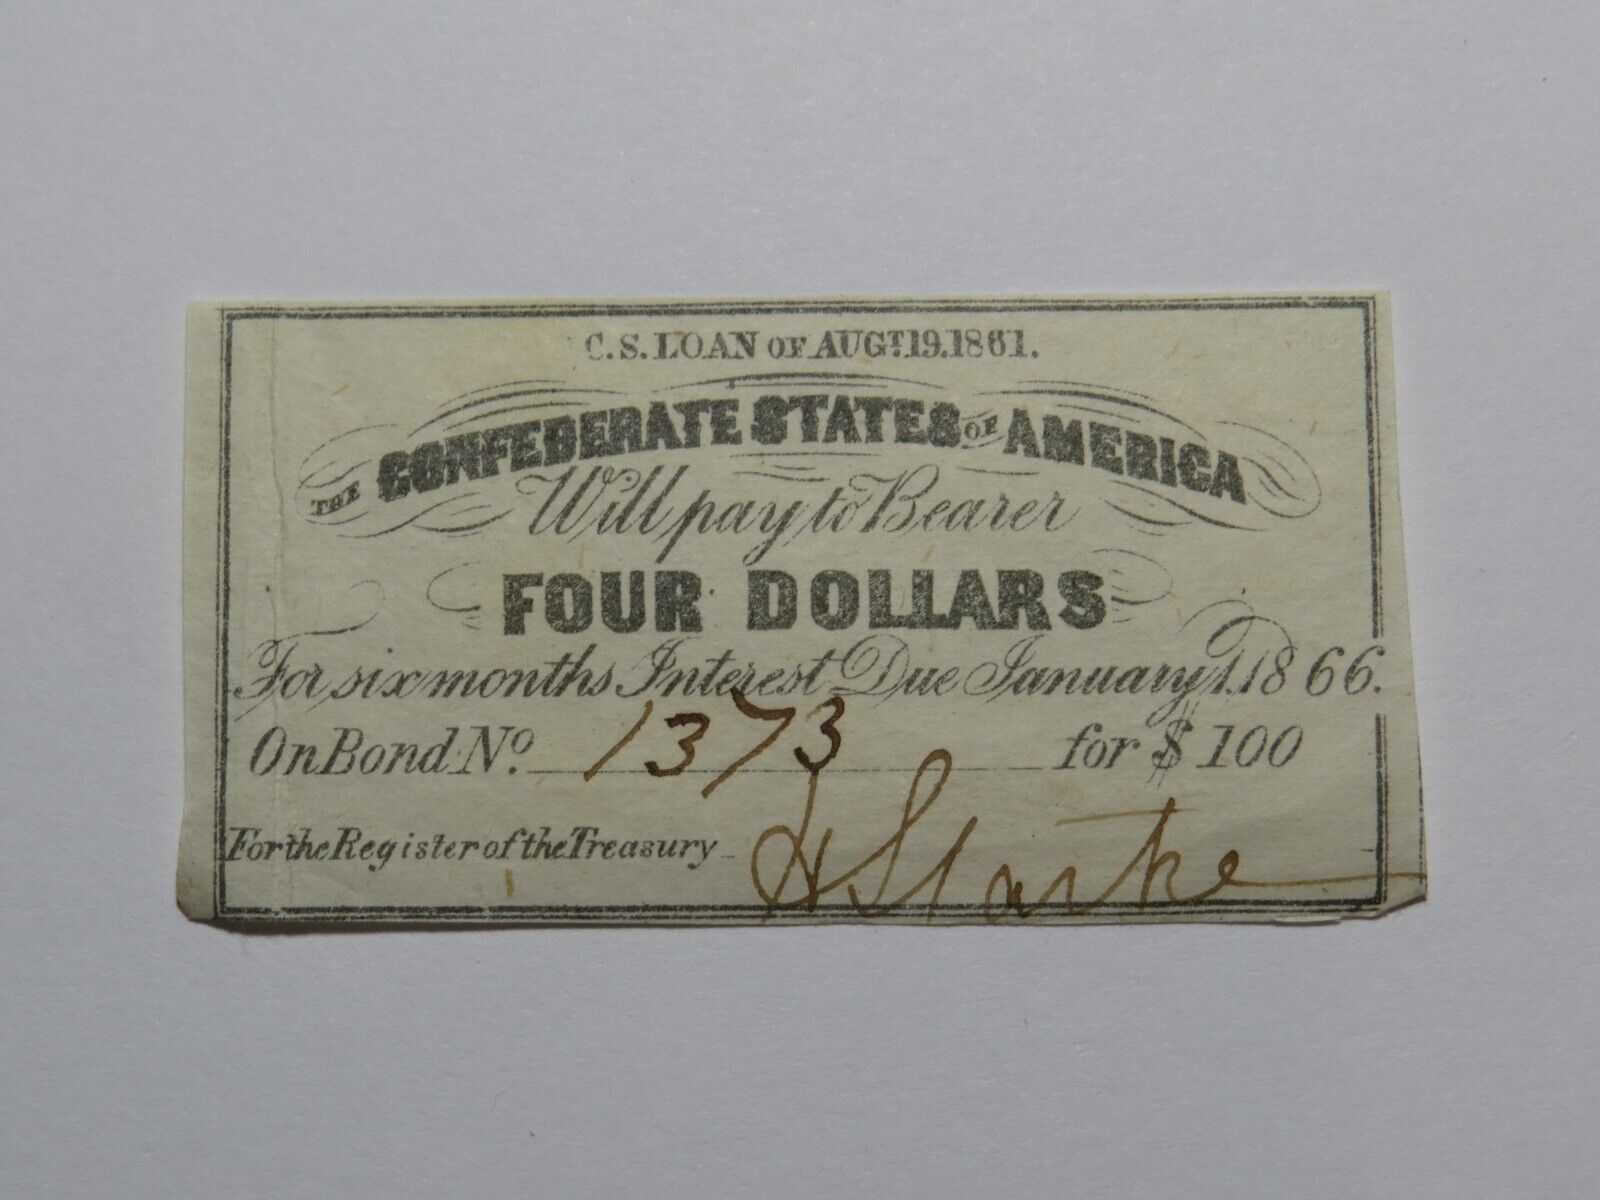 C.S. LOAN OF AUGT. 19. 1861.
THE CONFEDERATE STATES OF AMERICA
Will pay to Bearer
FOUR DOLLARS
For six months Interest Due January 1. 1866.
On Bond No. 1373 for $ 100
For the Register of the Treasury Starke